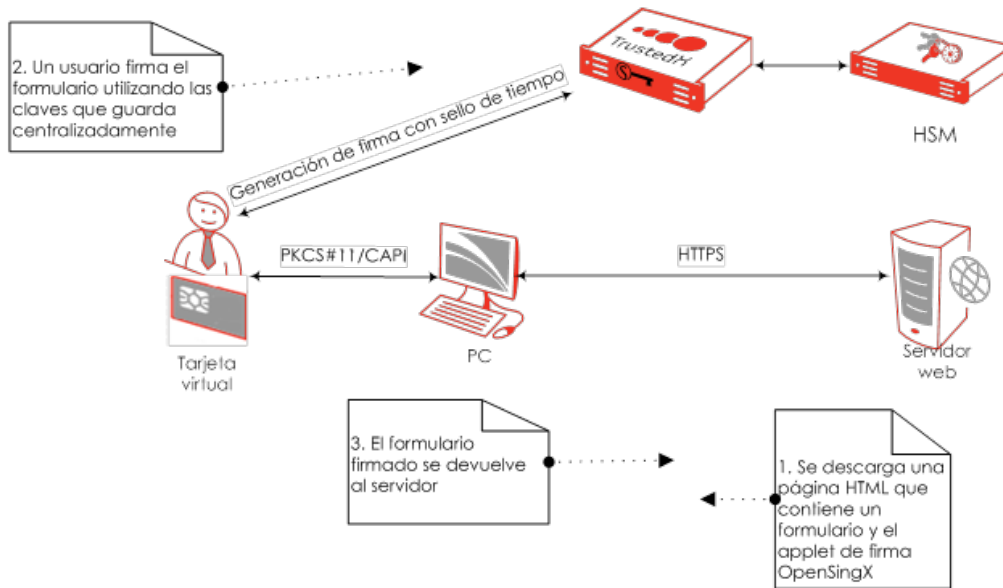 2. Un usuario firma el
formulario utilizando las
claves que guarda
centralizadamente
TrustedX
HSM
Generación de firma con sello de tiempo
PKCS#11/CAPI
HTTPS
Tarjeta
virtual
PC
Servidor
web
3. El formulario
firmado se devuelve
al servidor
1. Se descarga una
página HTML que
contiene un
formulario y el
applet de firma
OpenSingX